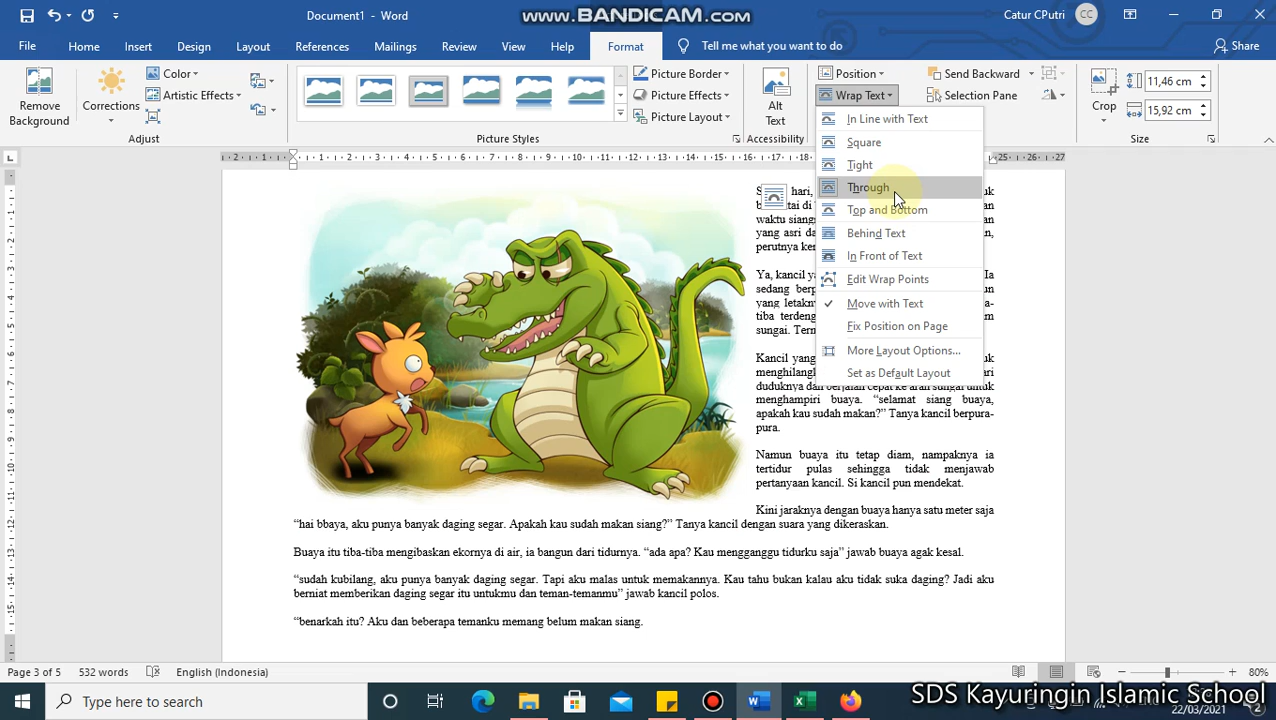 Document1 - Word
www.BANDICAM.com
Catur CPutri
CC
File
Home
Insert
Design
Layout
References
Mailings
Review
View
Help
Format
Tell me what you want to do
Share
Remove
Background
Corrections
Color
Artistic Effects
Adjust
Picture Border
Picture Effects
Picture Layout
Picture Styles
Alt
Text
Accessibility
Position
Wrap Text
Send Backward
Selection Pane
Crop
11,46 cm
15,92 cm
Size
In Line with Text
Square
Tight
Through
Top and Bottom
Behind Text
In Front of Text
Edit Wrap Points
Move with Text
Fix Position on Page
More Layout Options...
Set as Default Layout
hari,
waktu siang
yang asri
perutnya
Ya, kancil
sedang
yang letakn
tiba terdeng
sungai.
Kancil yang
menghilangk
duduknya dan berjalan cepat ke arah sungai untuk
menghampiri buaya. “selamat siang buaya,
apakah kau sudah makan?” Tanya kancil berpura-
pura.
Namun buaya itu tetap diam, nampaknya ia
tertidur pulas sehingga tidak menjawab
pertanyaan kancil. Si kancil pun mendekat.
Kini jaraknya dengan buaya hanya satu meter saja
“hai bbaya, aku punya banyak daging segar. Apakah kau sudah makan siang?” Tanya kancil dengan suara yang dikeraskan.
Buaya itu tiba-tiba mengibaskan ekornya di air, ia bangun dari tidurnya. “ada apa? Kau mengganggu tidurku saja” jawab buaya agak kesal.
“sudah kubilang, aku punya banyak daging segar. Tapi aku malas untuk memakannya. Kau tahu bukan kalau aku tidak suka daging? Jadi aku
berniat memberikan daging segar itu untukmu dan teman-temanmu” jawab kancil polos.
“benarkah itu? Aku dan beberapa temanku memang belum makan siang.
Page 3 of 5
532 words
English (Indonesia)
80%
Type here to search
SDS Kayuringin Islamic School
22/03/2021
2